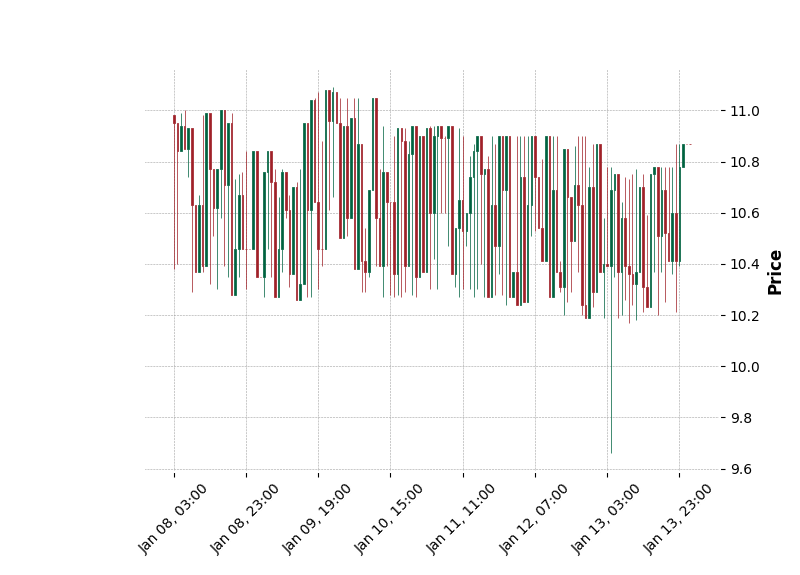 11.0
10.8
10.6
10.4
10.2
10.0
9.8
9.6
Price
Jan 08, 03:00
Jan 08, 23:00
Jan 09, 19:00
Jan 10, 15:00
Jan 11, 11:00
Jan 12, 07:00
Jan 13, 03:00
Jan 13, 23:00